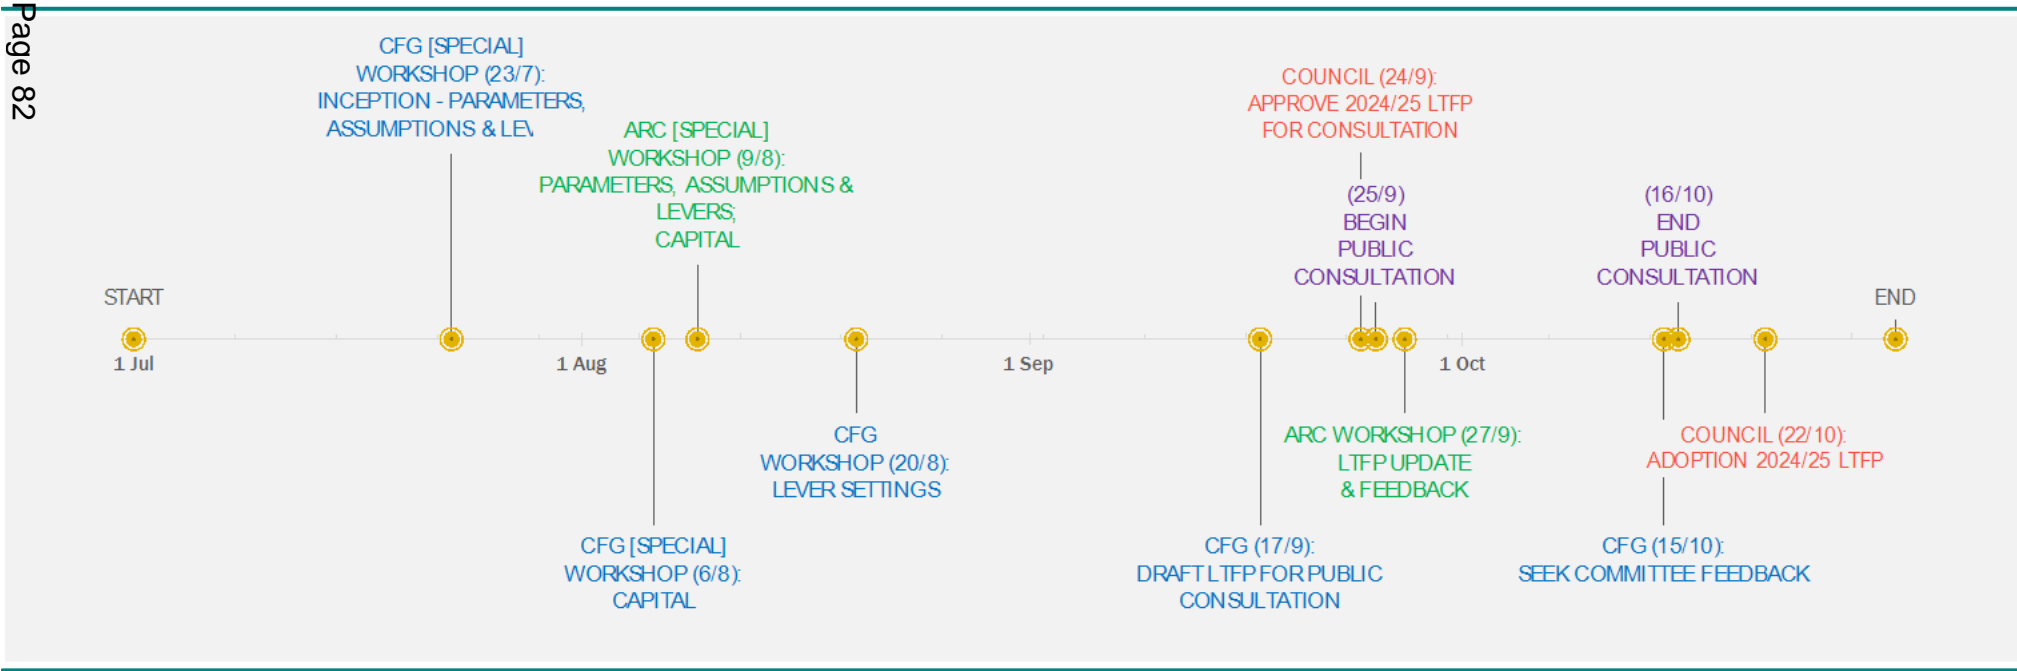 Page 82
CFG [SPECIAL]
WORKSHOP (23/7):
INCEPTION - PARAMETERS,
ASSUMPTIONS & LEV
ARC [SPECIAL]
WORKSHOP (9/8):
PARAMETERS, ASSUMPTIONS &
LEVERS;
CAPITAL
COUNCIL (24/9):
APPROVE 2024/25 LTFP
FOR CONSULTATION
(25/9)
BEGIN
PUBLIC
CONSULTATION
(16/10)
END
PUBLIC
CONSULTATION
START
END
1 Jul
1 Aug
1 Sep
1 Oct
CFG
WORKSHOP (20/8):
LEVER SETTINGS
ARC WORKSHOP (27/9):
LTFP UPDATE
& FEEDBACK
COUNCIL (22/10):
ADOPTION 2024/25 LTFP
CFG [SPECIAL]
WORKSHOP (6/8):
CAPITAL
CFG (17/9):
DRAFT LTFP FOR PUBLIC
CONSULTATION
CFG (15/10):
SEEK COMMITTEE FEEDBACK